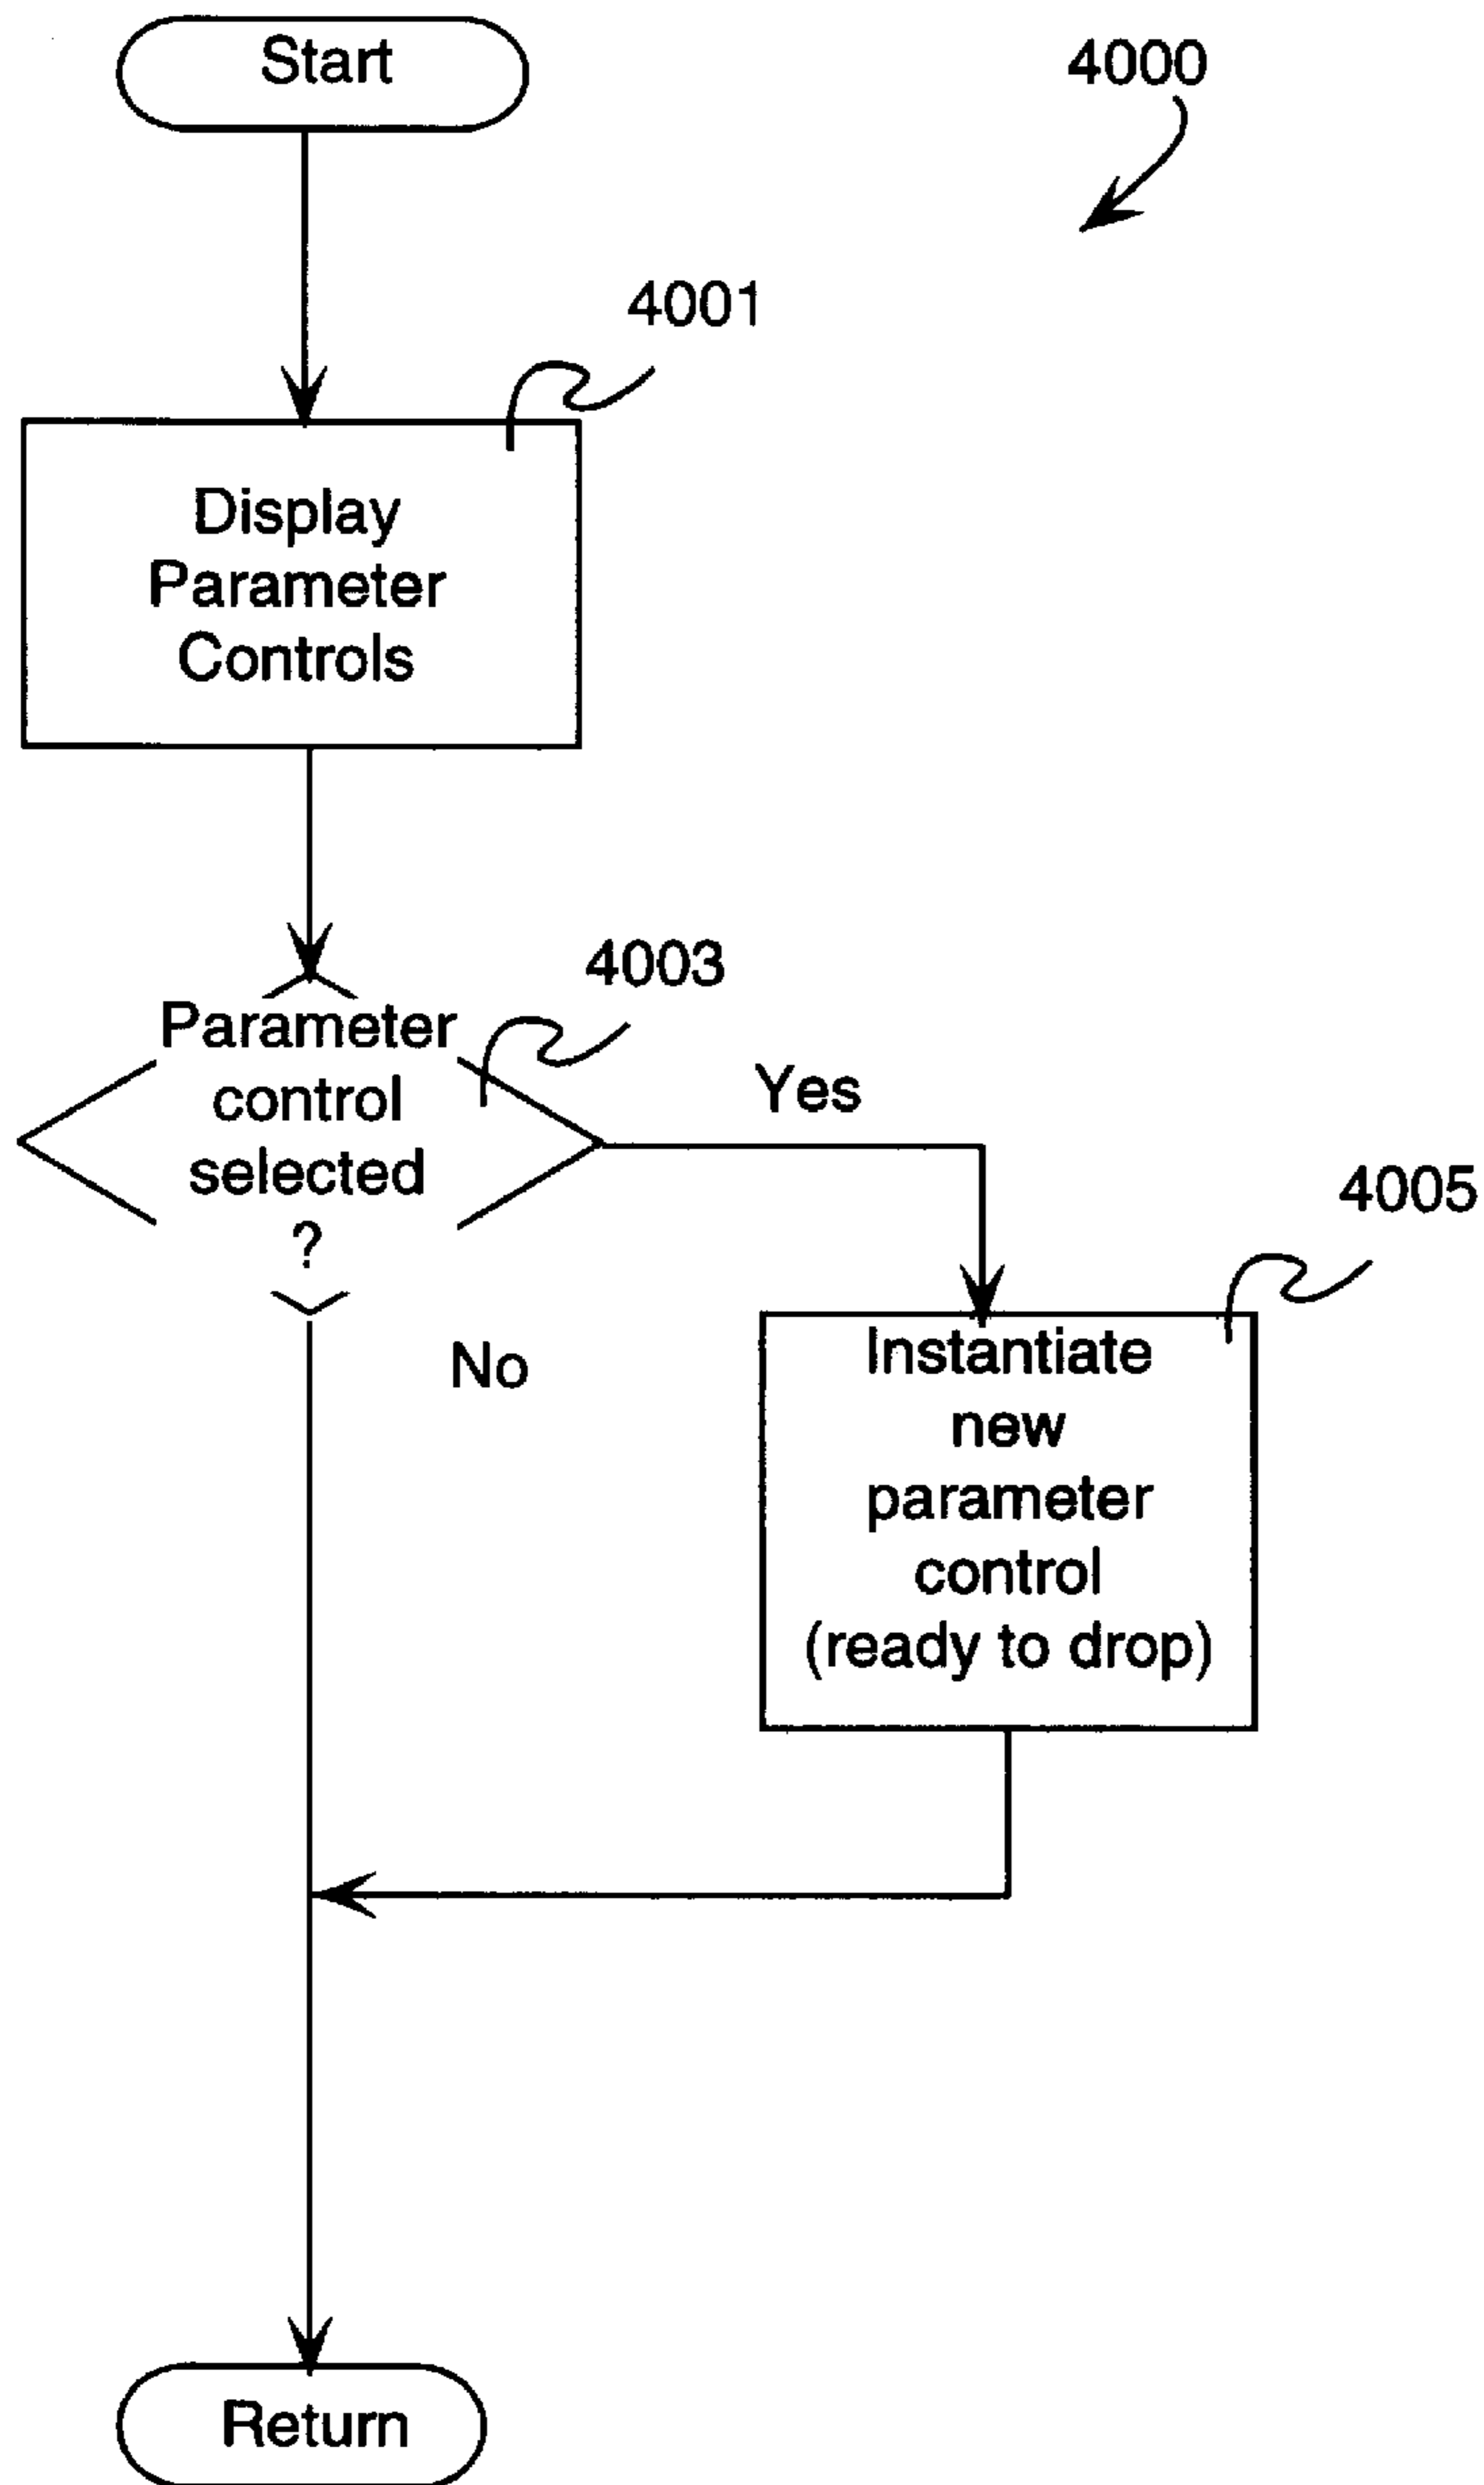 Start
4000
4001
Display
Parameter
Controls
4003
Parameter
control
selected
?
Yes
4005
No
Instantiate
new
parameter
control
(ready to drop)
Return